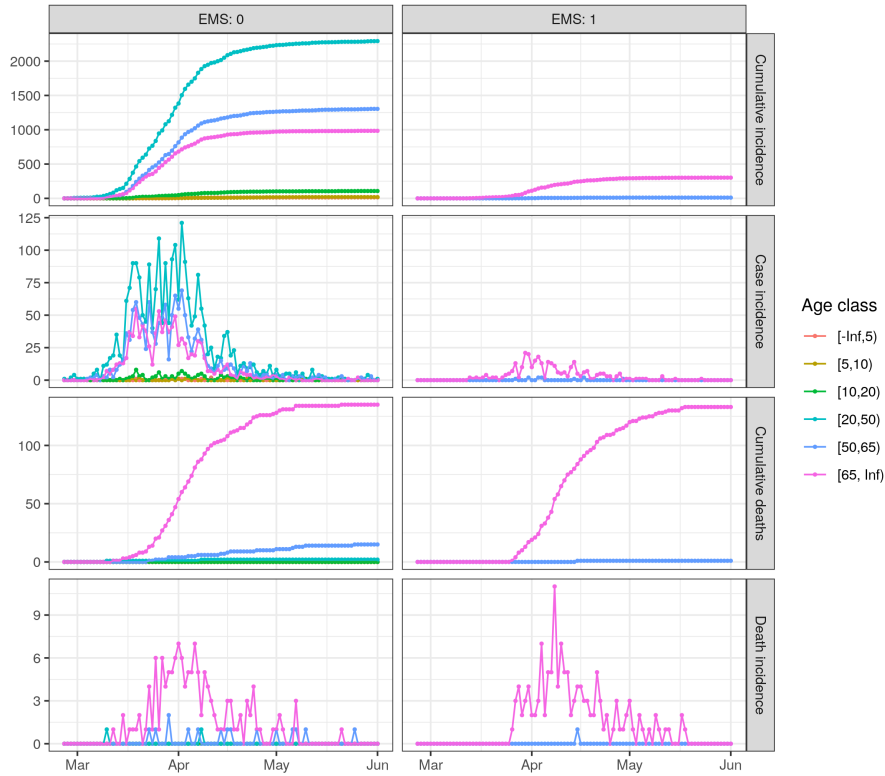 EMS: 0
EMS: 1
2000
1500
1000
500
0
Cumulative incidence
125
100
75
50
25
0
Case incidence
100
50
0
Cumulative deaths
9
6
3
0
Death incidence
Mar
Apr
May
Jun
Mar
Apr
May
Jun
Age class
[-Inf,5)
[5,10)
[10,20)
[20,50)
[50,65)
[65, Inf)